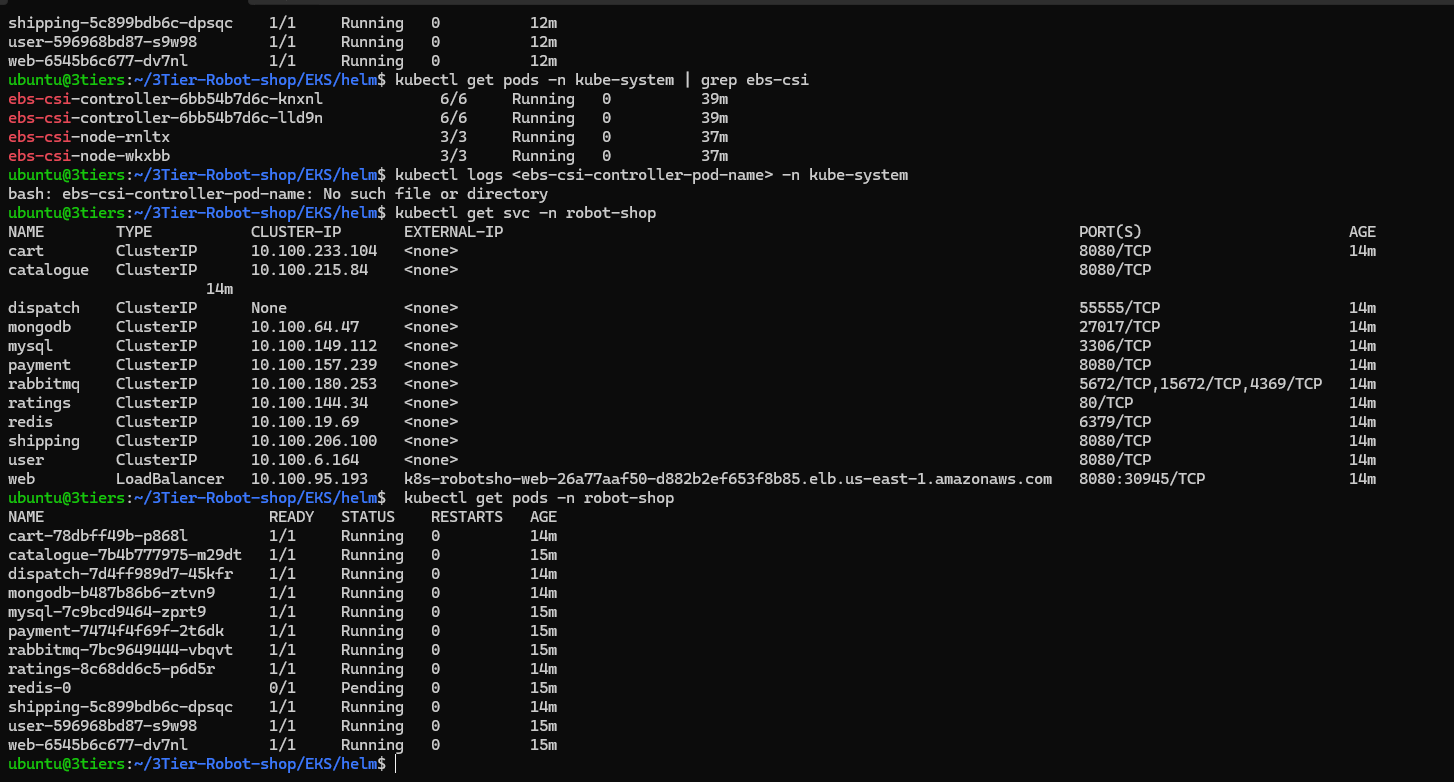 shipping-5c899bdb6c-dpsqc    1/1     Running   0          12m
user-596968bd87-s9w98        1/1     Running   0          12m
web-6545b6c677-dv7nl         1/1     Running   0          12m
ubuntu@3tiers:~/3Tier-Robot-shop/EKS/helm$ kubectl get pods -n kube-system | grep ebs-csi
ebs-csi-controller-6bb54b7d6c-knxnl             6/6     Running   0          39m
ebs-csi-controller-6bb54b7d6c-lld9n             6/6     Running   0          39m
ebs-csi-node-rnltx                              3/3     Running   0          37m
ebs-csi-node-wkxbb                              3/3     Running   0          37m
ubuntu@3tiers:~/3Tier-Robot-shop/EKS/helm$ kubectl logs <ebs-csi-controller-pod-name> -n kube-system
bash: ebs-csi-controller-pod-name: No such file or directory
ubuntu@3tiers:~/3Tier-Robot-shop/EKS/helm$ kubectl get svc -n robot-shop
NAME        TYPE           CLUSTER-IP       EXTERNAL-IP                                                                PORT(S)                       AGE
cart        ClusterIP      10.100.233.104   <none>                                                                     8080/TCP                      14m
catalogue   ClusterIP      10.100.215.84    <none>                                                                     8080/TCP
                      14m
dispatch    ClusterIP      None             <none>                                                                     55555/TCP                     14m
mongodb     ClusterIP      10.100.64.47     <none>                                                                     27017/TCP                     14m
mysql       ClusterIP      10.100.149.112   <none>                                                                     3306/TCP                      14m
payment     ClusterIP      10.100.157.239   <none>                                                                     8080/TCP                      14m
rabbitmq    ClusterIP      10.100.180.253   <none>                                                                     5672/TCP,15672/TCP,4369/TCP   14m
ratings     ClusterIP      10.100.144.34    <none>                                                                     80/TCP                        14m
redis       ClusterIP      10.100.19.69     <none>                                                                     6379/TCP                      14m
shipping    ClusterIP      10.100.206.100   <none>                                                                     8080/TCP                      14m
user        ClusterIP      10.100.6.164     <none>                                                                     8080/TCP                      14m
web         LoadBalancer   10.100.95.193    k8s-robotsho-web-26a77aaf50-d882b2ef653f8b85.elb.us-east-1.amazonaws.com   8080:30945/TCP                14m
ubuntu@3tiers:~/3Tier-Robot-shop/EKS/helm$  kubectl get pods -n robot-shop
NAME                         READY   STATUS    RESTARTS   AGE
cart-78dbff49b-p868l         1/1     Running   0          14m
catalogue-7b4b777975-m29dt   1/1     Running   0          15m
dispatch-7d4ff989d7-45kfr    1/1     Running   0          14m
mongodb-b487b86b6-ztvn9      1/1     Running   0          14m
mysql-7c9bcd9464-zprt9       1/1     Running   0          15m
payment-7474f4f69f-2t6dk     1/1     Running   0          15m
rabbitmq-7bc9649444-vbqvt    1/1     Running   0          15m
ratings-8c68dd6c5-p6d5r      1/1     Running   0          14m
redis-0                      0/1     Pending   0          15m
shipping-5c899bdb6c-dpsqc    1/1     Running   0          14m
user-596968bd87-s9w98        1/1     Running   0          15m
web-6545b6c677-dv7nl         1/1     Running   0          15m
ubuntu@3tiers:~/3Tier-Robot-shop/EKS/helm$